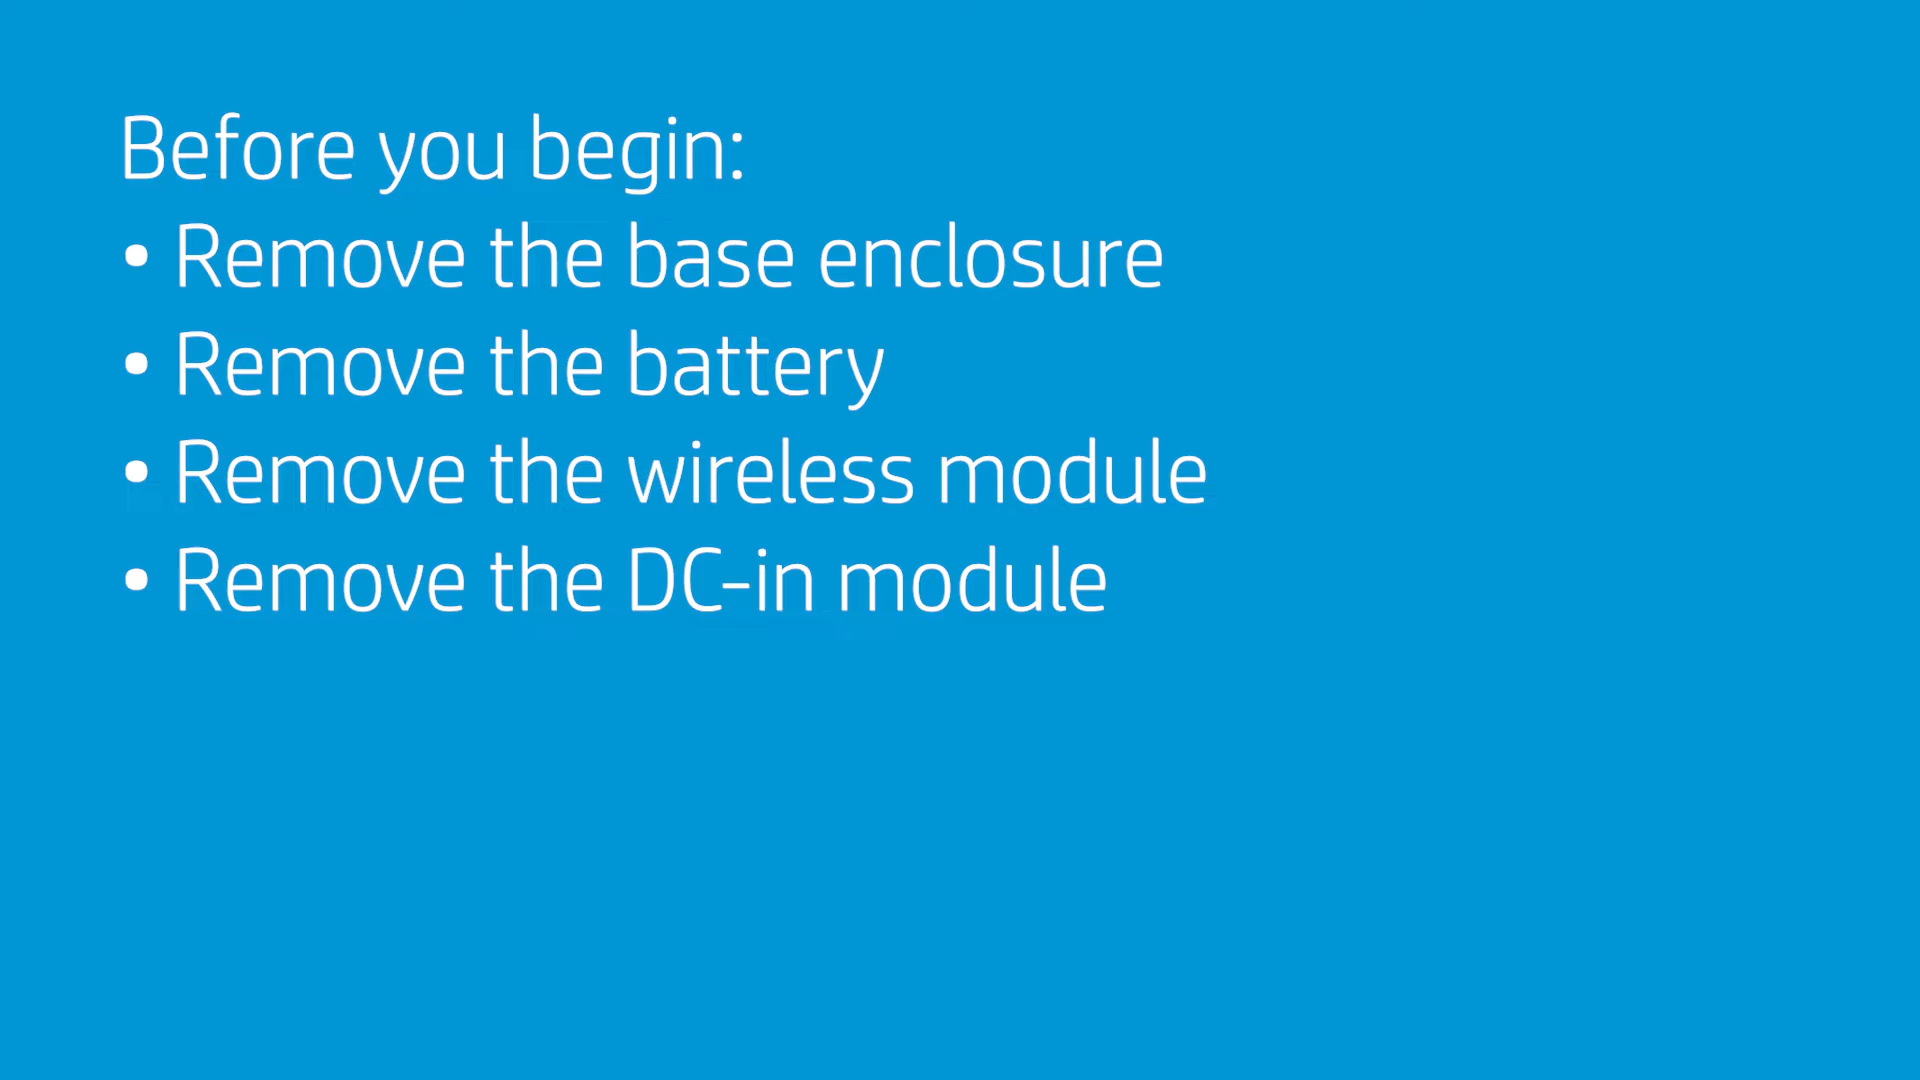 Before you begin:
• Remove the base enclosure
• Remove the battery
• Remove the wireless module
• Remove the DC-in module